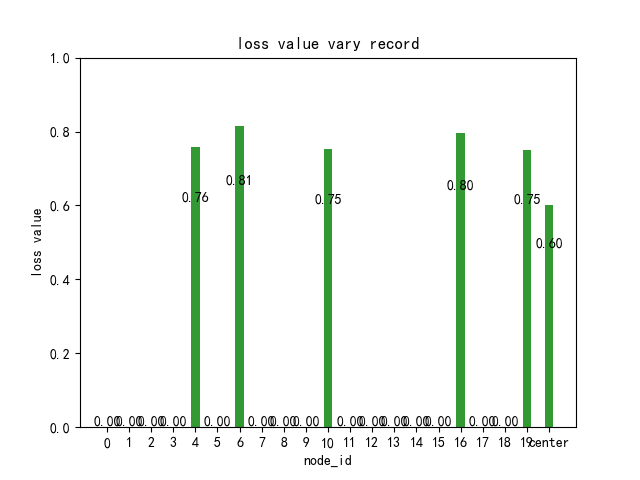 loss value vary record
loss value
1.0
0.8
0.6
0.4
0.2
0.0
0.00 0.00 0.00 0.00 0.76 0.00 0.81 0.00 0.00 0.00 0.75 0.00 0.00 0.00 0.00 0.00 0.80 0.00 0.00 0.75 0.60
0 1 2 3 4 5 6 7 8 9 10 11 12 13 14 15 16 17 18 19 center
node_id